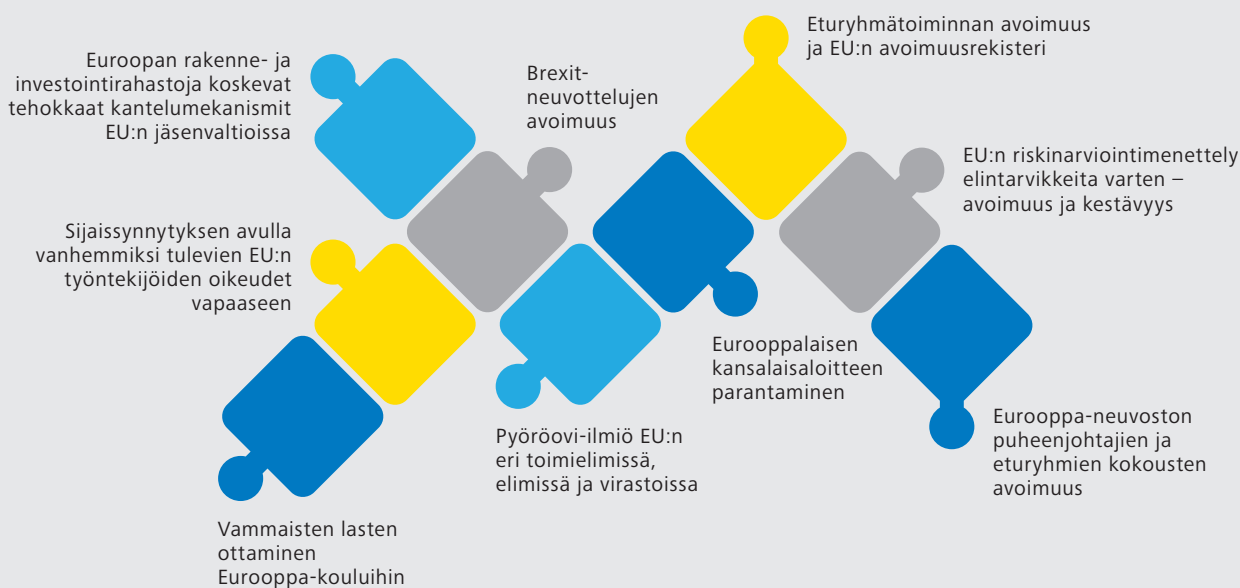 Euroopan rakenne- ja
investointirahastoja koskevat
tehokkaat kantelumekanismit
EU:n jäsenvaltioissa
Brexit-
neuvottelujen
avoimuus
Eturyhmätoiminnan avoimuus
ja EU:n avoimuusrekisteri
EU:n riskinarviointimenettely
elintarvikkeita varten –
avoimuus ja kestävyys
Sijaissynnytyksen avulla
vanhemmiksi tulevien EU:n
työntekijöiden oikeudet
vapaaseen
Eurooppalaisen
kansalaisaloitteen
parantaminen
Eurooppa-neuvoston
puheenjohtajien ja
eturyhmien kokousten
avoimuus
Pyöröovi-ilmiö EU:n
eri toimielimissä,
elimissä ja virastoissa
Vammaisten lasten
ottaminen
Eurooppa-kouluihin